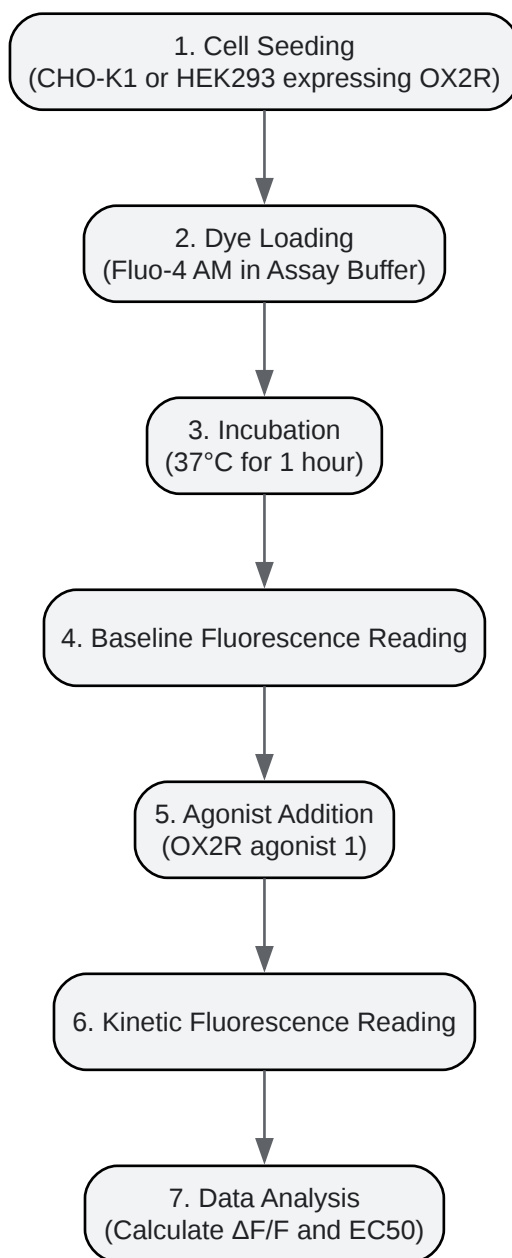 1. Cell Seeding
(CHO-K1 or HEK293 expressing OX2R)
2. Dye Loading
(Fluo-4 AM in Assay Buffer)
3. Incubation
(37°C for 1 hour)
4. Baseline Fluorescence Reading
5. Agonist Addition
(OX2R agonist 1)
6. Kinetic Fluorescence Reading
7. Data Analysis
(Calculate ΔF/F and EC50)